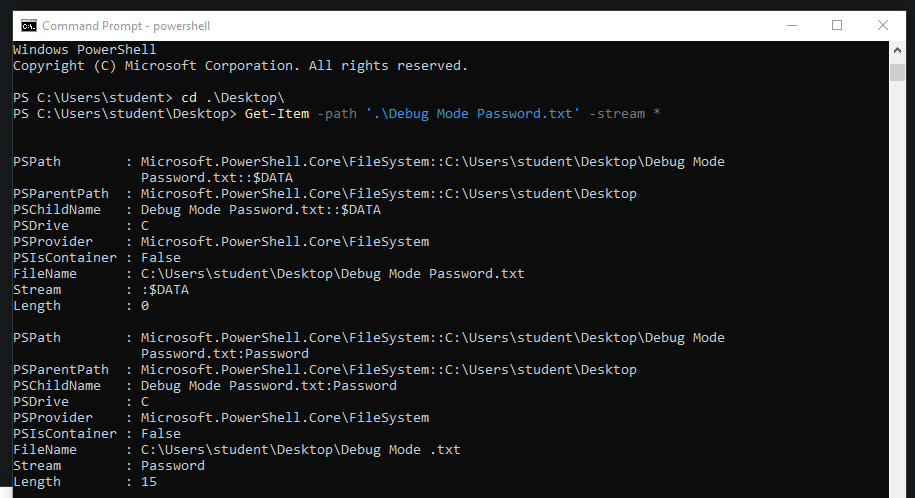 Command Prompt - powershell
Windows PowerShell
Copyright (C) Microsoft Corporation. All rights reserved.
PS C:\Users\student> cd .\Desktop\
PS C:\Users\student\Desktop> Get-Item -path '.\Debug Mode Password.txt' -stream *
PSPath        : Microsoft.PowerShell.Core\FileSystem::C:\Users\student\Desktop\Debug Mode
                Password.txt::$DATA
PSParentPath  : Microsoft.PowerShell.Core\FileSystem::C:\Users\student\Desktop
PSChildName   : Debug Mode Password.txt::$DATA
PSDrive       : C
PSProvider    : Microsoft.PowerShell.Core\FileSystem
PSIsContainer : False
FileName      : C:\Users\student\Desktop\Debug Mode Password.txt
Stream        : :$DATA
Length        : 0
PSPath        : Microsoft.PowerShell.Core\FileSystem::C:\Users\student\Desktop\Debug Mode
                Password.txt:Password
PSParentPath  : Microsoft.PowerShell.Core\FileSystem::C:\Users\student\Desktop
PSChildName   : Debug Mode Password.txt:Password
PSDrive       : C
PSProvider    : Microsoft.PowerShell.Core\FileSystem
PSIsContainer : False
FileName      : C:\Users\student\Desktop\Debug Mode .txt
Stream        : Password
Length        : 15